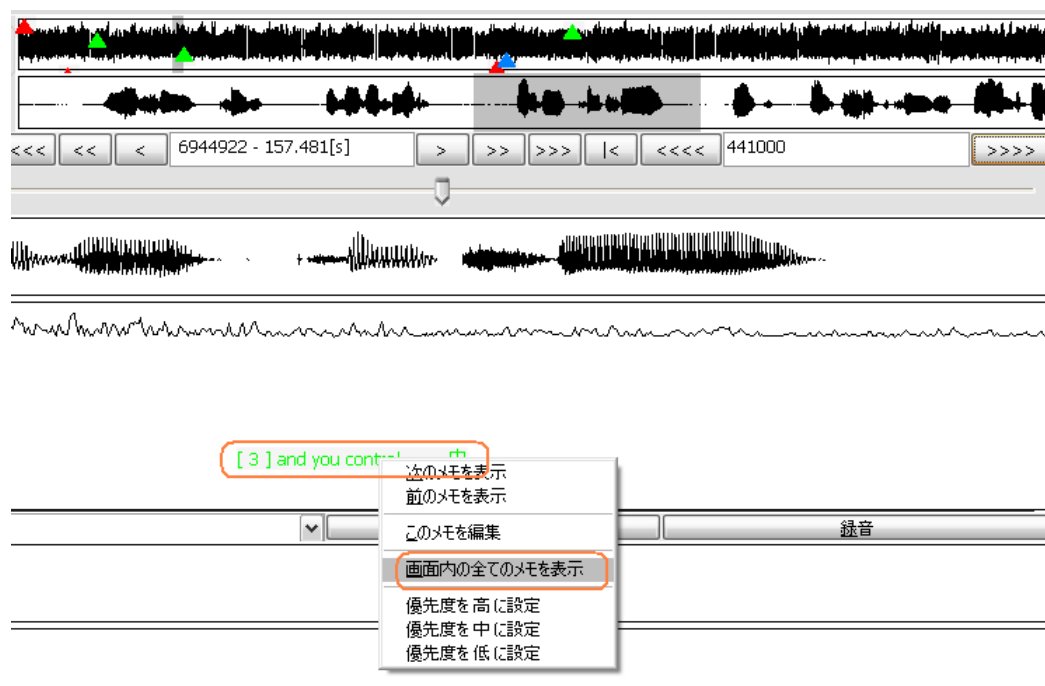 <<<
<<
<
6944922 - 157.481[s]
>
>>
>>>
|<
<<<<
441000
>>>>
[ 3 ] and you control
次のメモを表示
前のメモを表示
このメモを編集
録音
画面内の全てのメモを表示
優先度を高に設定
優先度を中に設定
優先度を低に設定